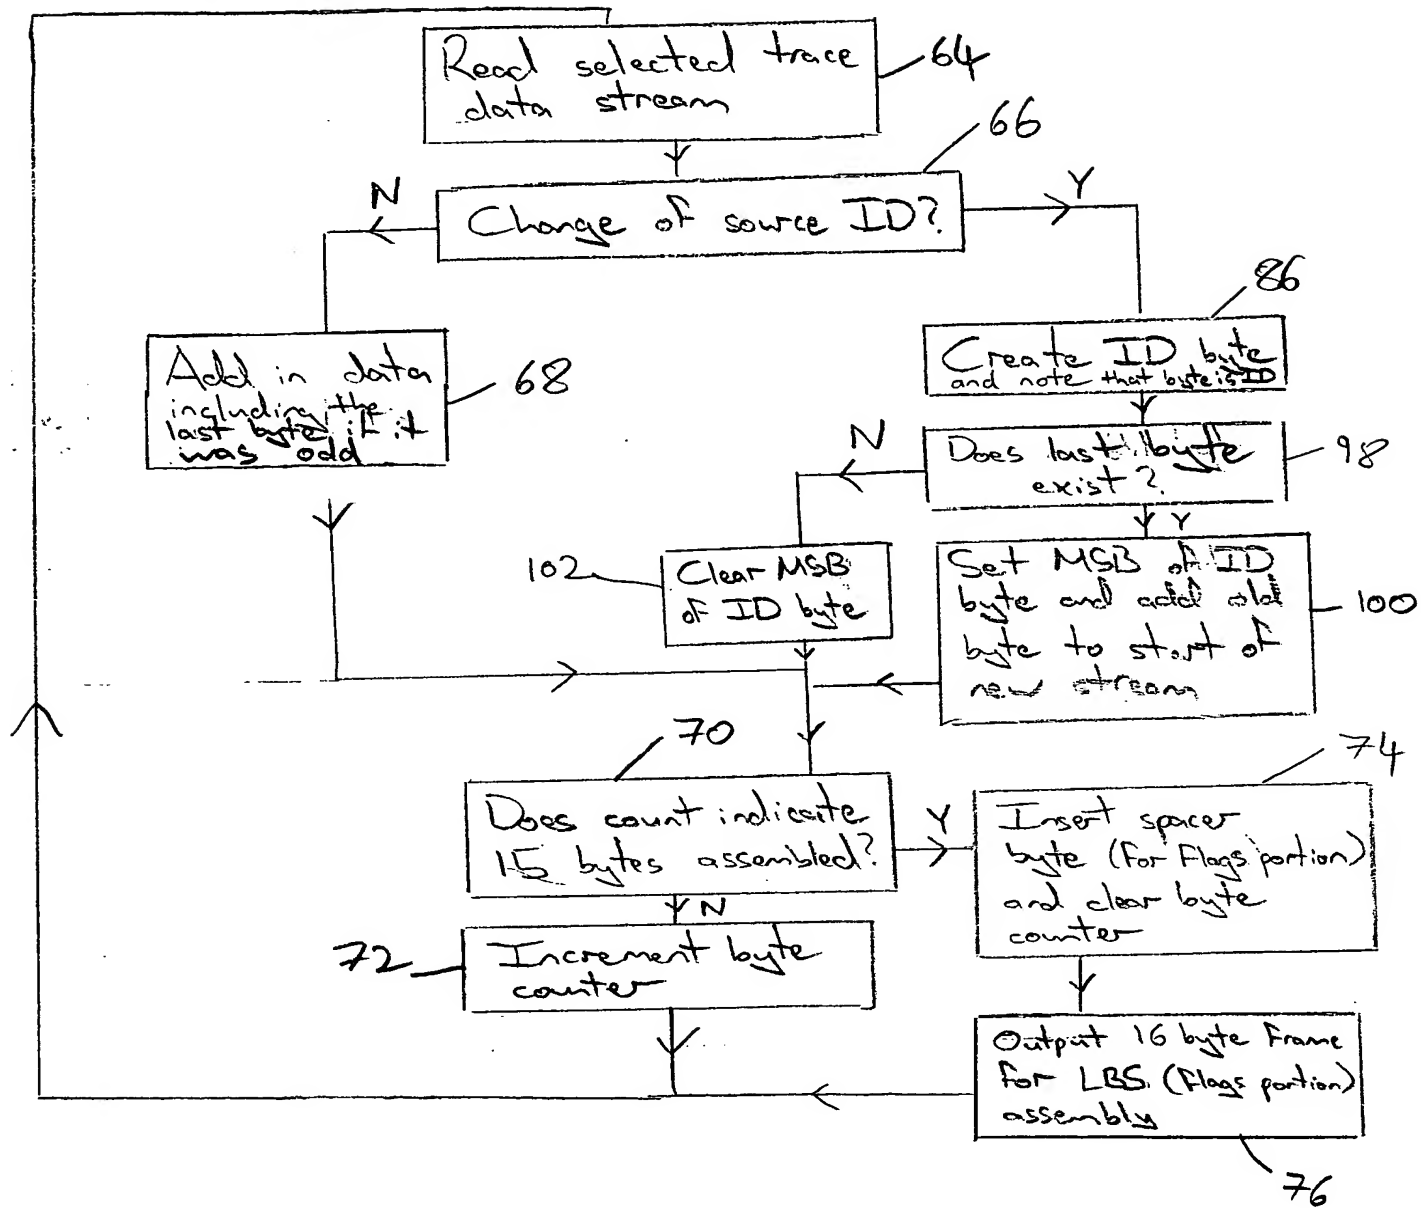 Read selected trace
data stream
64
66
N
Y
Change of source ID?
86
Add in data
including the
last byte if it
was odd
68
Create ID byte
and note that byte is ID
N
Does last byte
exist?
98
Y
102
Clear MSB
of ID byte
Set MSB of ID
byte and add old
byte to start of
new stream
100
70
74
Does count indicate
15 bytes assembled?
Y
Insert spacer
byte (for Flags portion)
and clear byte
counter
N
72
Increment byte
counter
Output 16 byte Frame
for LBS. (Flags portion)
assembly
76